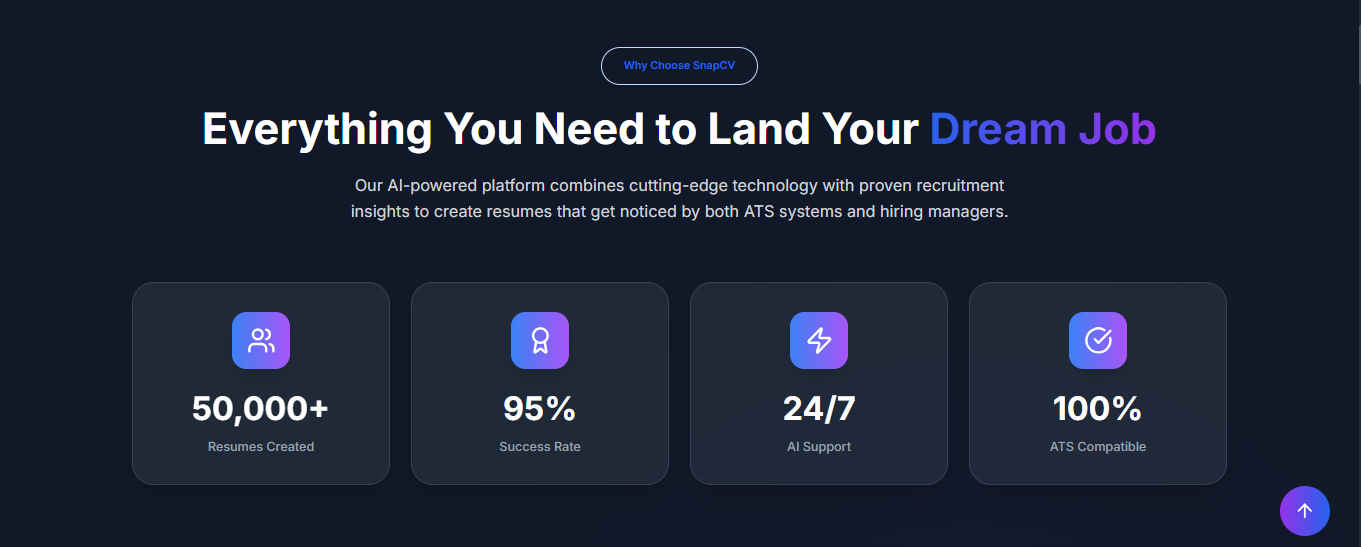 Why Choose SnapCV
Everything You Need to Land Your Dream Job
Our AI-powered platform combines cutting-edge technology with proven recruitment
insights to create resumes that get noticed by both ATS systems and hiring managers.
50,000+
Resumes Created
95%
Success Rate
24/7
AI Support
100%
ATS Compatible